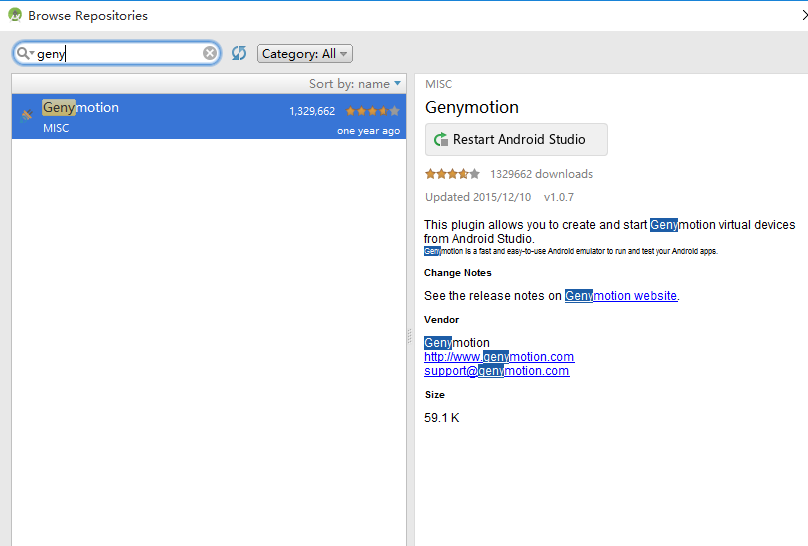 Browse Repositories
geny
Category: All
Sort by: name
Genymotion
1,329,662
MISC
one year ago
MISC
Genymotion
Restart Android Studio
1329662 downloads
Updated 2015/12/10 v1.0.7
This plugin allows you to create and start Genymotion virtual devices
from Android Studio.
Genymotion is a fast and easy-to-use Android emulator to run and test your Android apps.
Change Notes
See the release notes on Genymotion website.
Vendor
Genymotion
http://www.genymotion.com
support@genymotion.com
Size
59.1 K